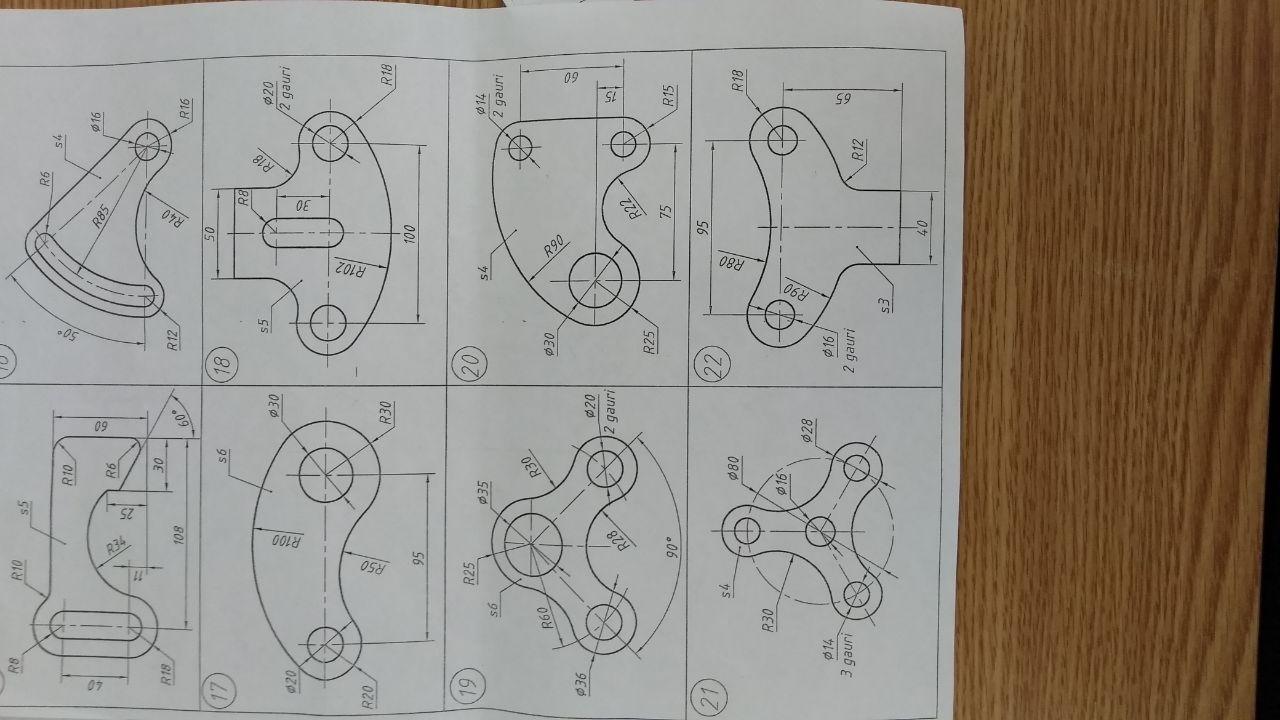 R8
R10
s5
R10
40
R34
R6
60
25
11
R18
30
108
60°
16
R6
50°
s4
R85
Ø16
R12
R40
R16
17
s6
Ø20
R100
Ø30
R20
R50
R30
95
18
50
R8
s5
R18
Ø20
2 gauri
30
R102
R18
100
19
R25
s6
Ø35
R60
R30
Ø36
Ø20
2 gauri
R28
90°
20
s4
Ø14
2 gauri
Ø30
R90
60
15
R22
R25
R15
75
21
s4
Ø80
R30
Ø16
Ø28
Ø14
3 gauri
22
95
R80
R18
R90
Ø16
2 gauri
65
R12
s3
40